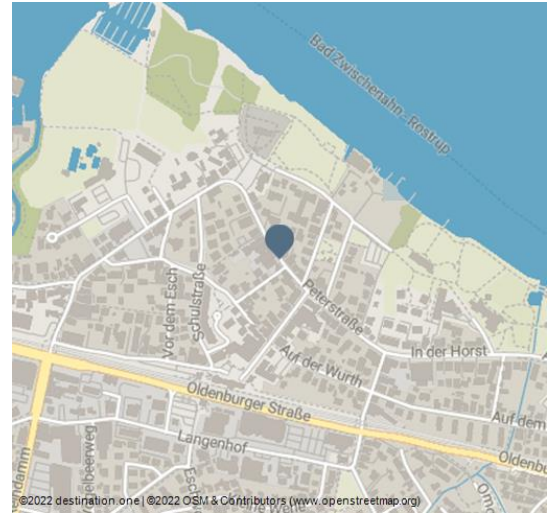 Bad Zwischenahn - Rostrup
Vor dem Esch
Schulstraße
Peterstraße
In der Horst
Auf der Wurth
Auf dem
Oldenburger Straße
Oldenbu
Langenhof
©2022 destination.one | ©2022 OSM & Contributors (www.openstreetmap.org)